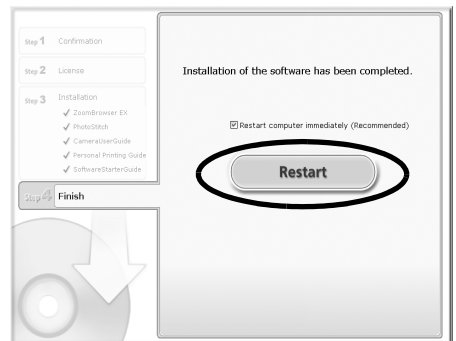 Step 1 Confirmation
Step 2 License
Step 3 Installation
ZoomBrowser EX
PhotoStitch
CameraUserGuide
Personal Printing Guide
SoftwareStarterGuide
Step 4 Finish
Installation of the software has been completed.
Restart computer immediately (Recommended)
Restart